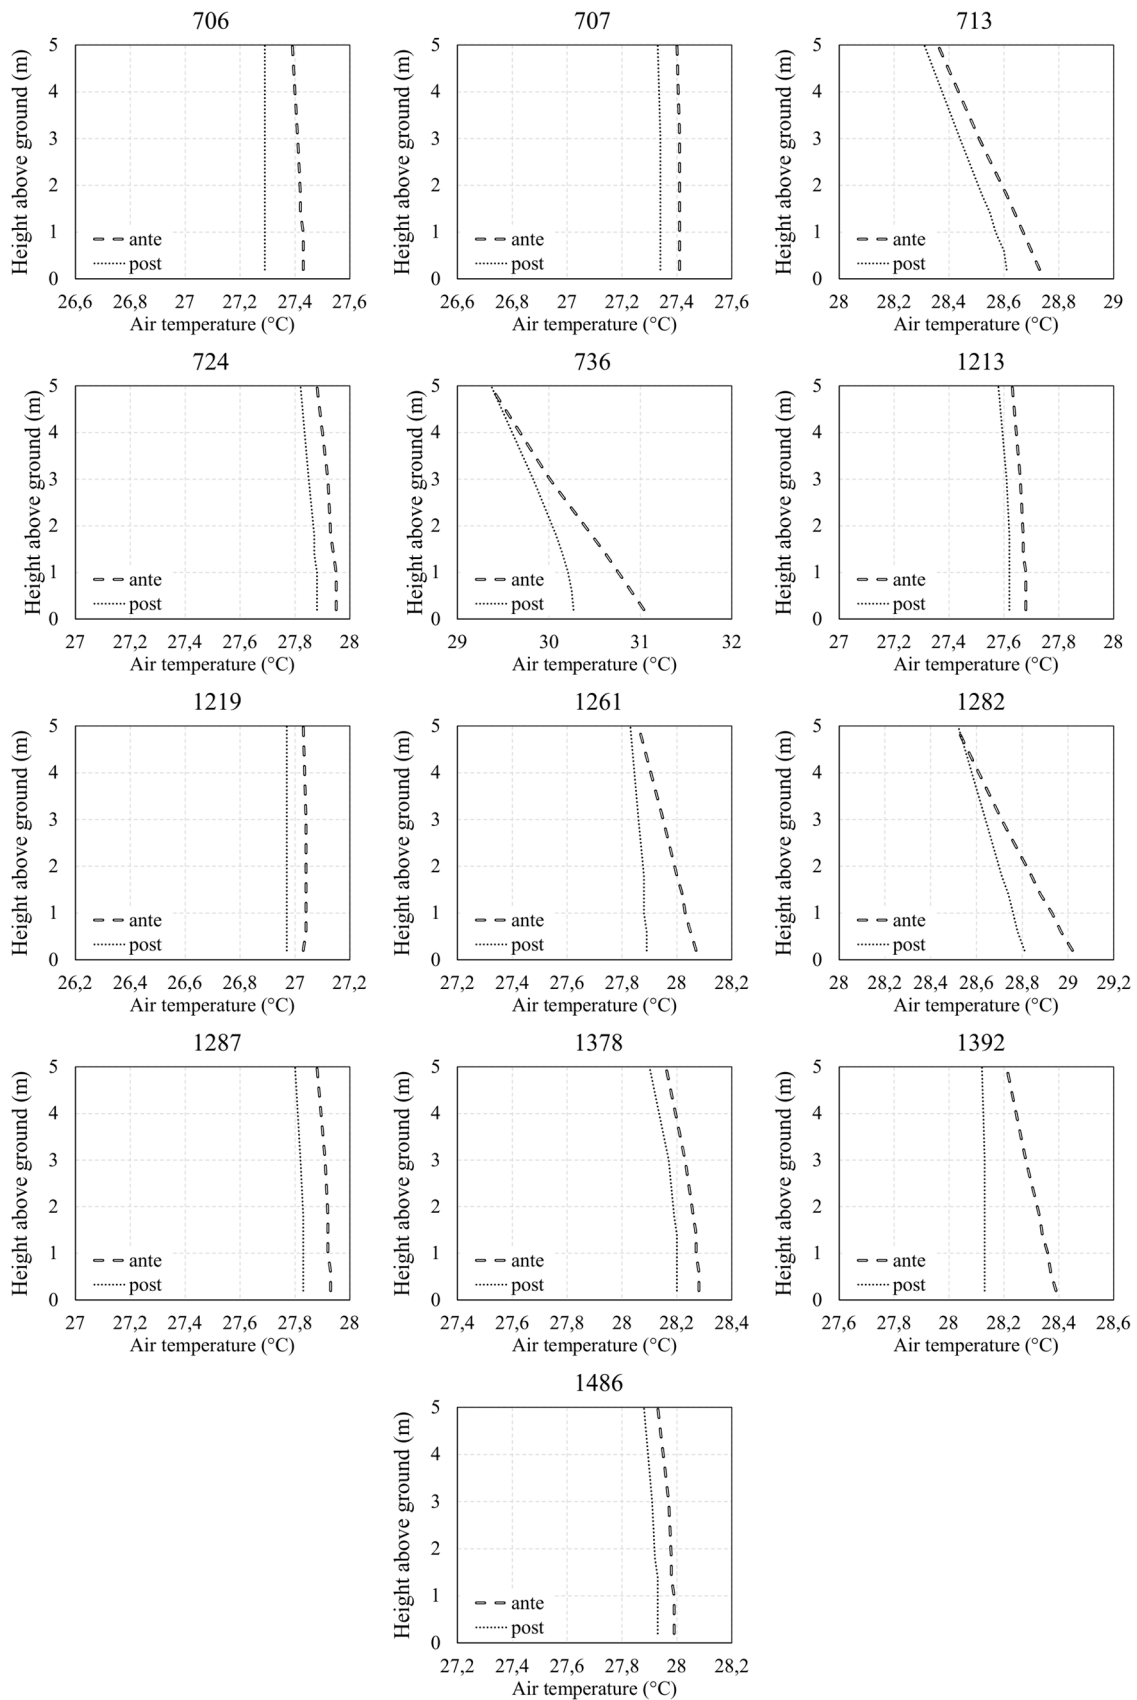 706
Height above ground (m)
5
4
3
2
1
0
ante
post
26,6 26,8 27 27,2 27,4 27,6
Air temperature (°C)
707
Height above ground (m)
5
4
3
2
1
0
ante
post
26,6 26,8 27 27,2 27,4 27,6
Air temperature (°C)
713
Height above ground (m)
5
4
3
2
1
0
ante
post
28 28,2 28,4 28,6 28,8 29
Air temperature (°C)
724
Height above ground (m)
5
4
3
2
1
0
ante
post
27 27,2 27,4 27,6 27,8 28
Air temperature (°C)
736
Height above ground (m)
5
4
3
2
1
0
ante
post
29 30 31 32
Air temperature (°C)
1213
Height above ground (m)
5
4
3
2
1
0
ante
post
27 27,2 27,4 27,6 27,8 28
Air temperature (°C)
1219
Height above ground (m)
5
4
3
2
1
0
ante
post
26,2 26,4 26,6 26,8 27 27,2
Air temperature (°C)
1261
Height above ground (m)
5
4
3
2
1
0
ante
post
27,2 27,4 27,6 27,8 28 28,2
Air temperature (°C)
1282
Height above ground (m)
5
4
3
2
1
0
ante
post
28 28,2 28,4 28,6 28,8 29 29,2
Air temperature (°C)
1287
Height above ground (m)
5
4
3
2
1
0
ante
post
27 27,2 27,4 27,6 27,8 28
Air temperature (°C)
1378
Height above ground (m)
5
4
3
2
1
0
ante
post
27,4 27,6 27,8 28 28,2 28,4
Air temperature (°C)
1392
Height above ground (m)
5
4
3
2
1
0
ante
post
27,6 27,8 28 28,2 28,4 28,6
Air temperature (°C)
1486
Height above ground (m)
5
4
3
2
1
0
ante
post
27,2 27,4 27,6 27,8 28 28,2
Air temperature (°C)